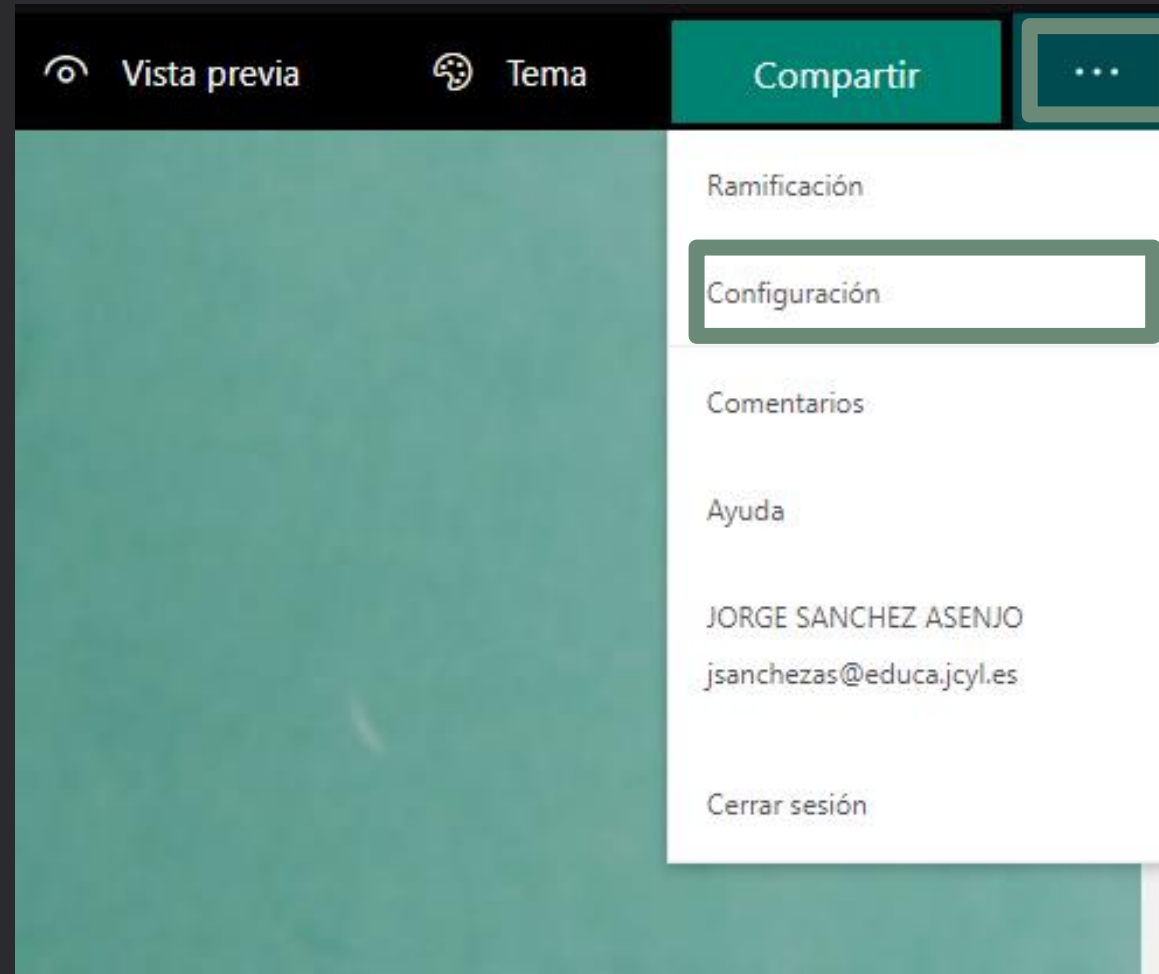 Vista previa
Tema
Compartir
...
Ramificación
Configuración
Comentarios
Ayuda
JORGE SANCHEZ ASENJO
jsanchezas@educa.jcyl.es
Cerrar sesión